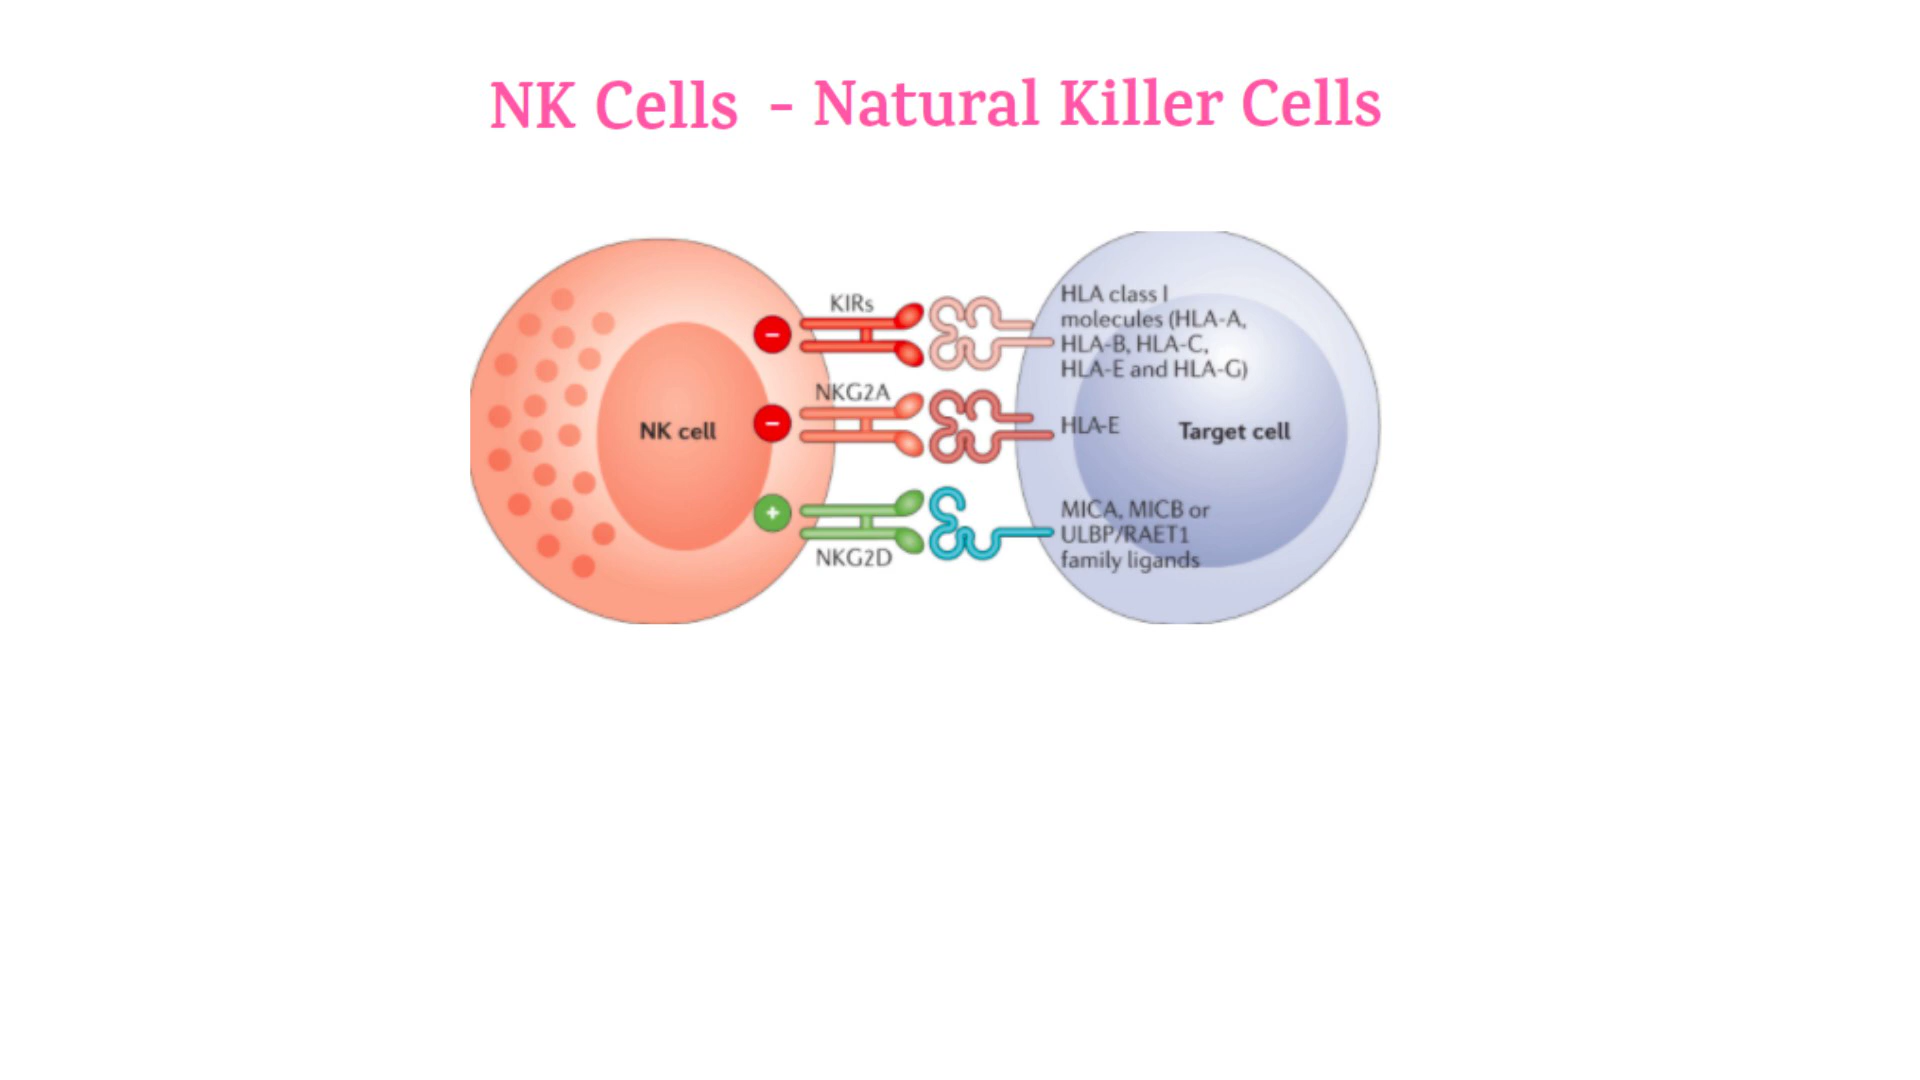 NK Cells - Natural Killer Cells
KIRs
HLA class I
molecules (HLA-A,
HLA-B, HLA-C,
HLA-E and HLA-G)
NKG2A
HLA-E
NK cell
Target cell
MICA, MICB or
ULBP/RAET1
family ligands
NKG2D